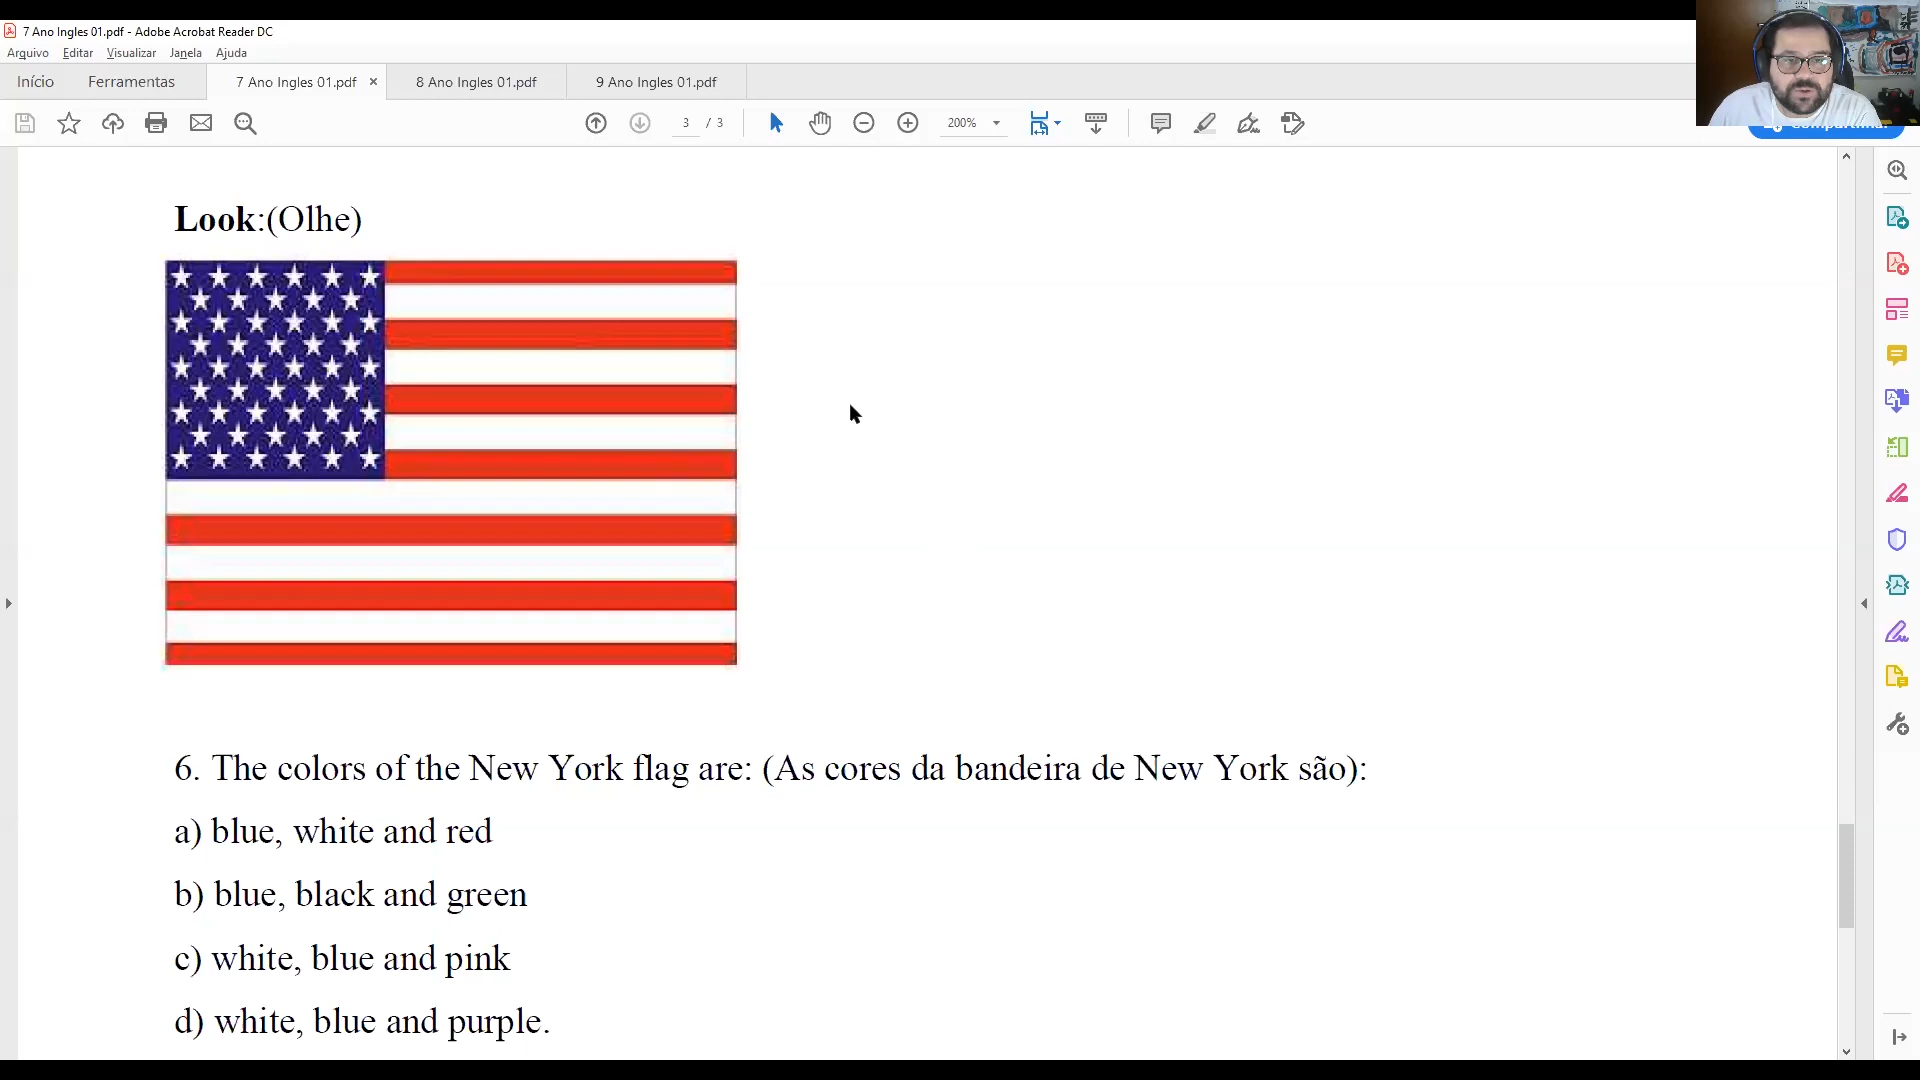 7 Ano Ingles 01.pdf - Adobe Acrobat Reader DC
Arquivo Editar Visualizar Janela Ajuda
Início Ferramentas 7 Ano Ingles 01.pdf × 8 Ano Ingles 01.pdf 9 Ano Ingles 01.pdf
3 / 3 200%
Look:(Olhe)
6. The colors of the New York flag are: (As cores da bandeira de New York são):
a) blue, white and red
b) blue, black and green
c) white, blue and pink
d) white, blue and purple.